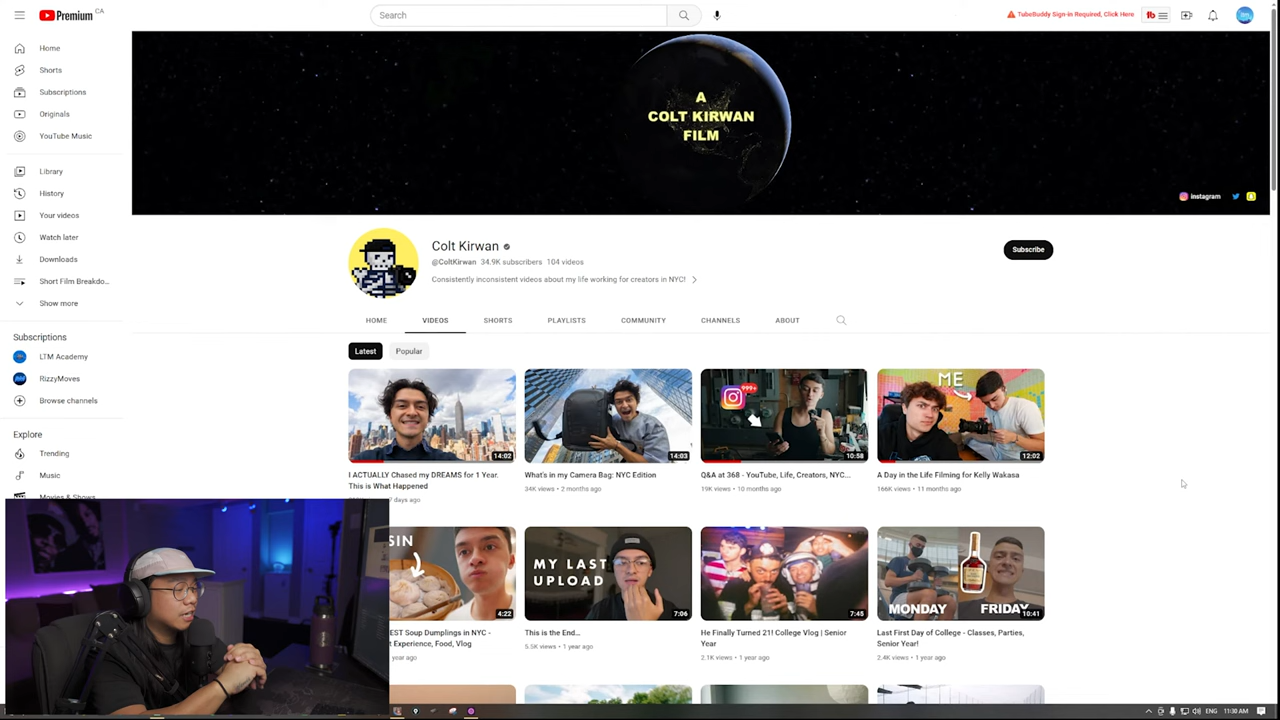 Premium CA
Search
TubeBuddy Sign-in Required, Click Here
tb
Home
Shorts
Subscriptions
Originals
YouTube Music
Library
History
Your videos
Watch later
Downloads
Short Film Breakdo...
Show more
Subscriptions
LTM Academy
RizzyMoves
Browse channels
Explore
Trending
Music
Movies & Shows
A
COLT KIRWAN
FILM
instagram
Colt Kirwan
@ColtKirwan 34.9K subscribers 104 videos
Consistently inconsistent videos about my life working for creators in NYC!
Subscribe
HOME VIDEOS SHORTS PLAYLISTS COMMUNITY CHANNELS ABOUT
Latest Popular
14:02
14:03
999+
10:58
ME
12:02
I ACTUALLY Chased my DREAMS for 1 Year.
This is What Happened
days ago
What's in my Camera Bag: NYC Edition
34K views • 2 months ago
Q&A at 368 - YouTube, Life, Creators, NYC...
19K views • 10 months ago
A Day in the Life Filming for Kelly Wakasa
166K views • 11 months ago
SIN
4:22
MY LAST
UPLOAD
7:06
7:45
MONDAY FRIDAY
10:41
EST Soup Dumplings in NYC -
t Experience, Food, Vlog
year ago
This is the End...
5.5K views • 1 year ago
He Finally Turned 21! College Vlog | Senior
Year
2.1K views • 1 year ago
Last First Day of College - Classes, Parties,
Senior Year!
2.4K views • 1 year ago
ENG 11:30 AM